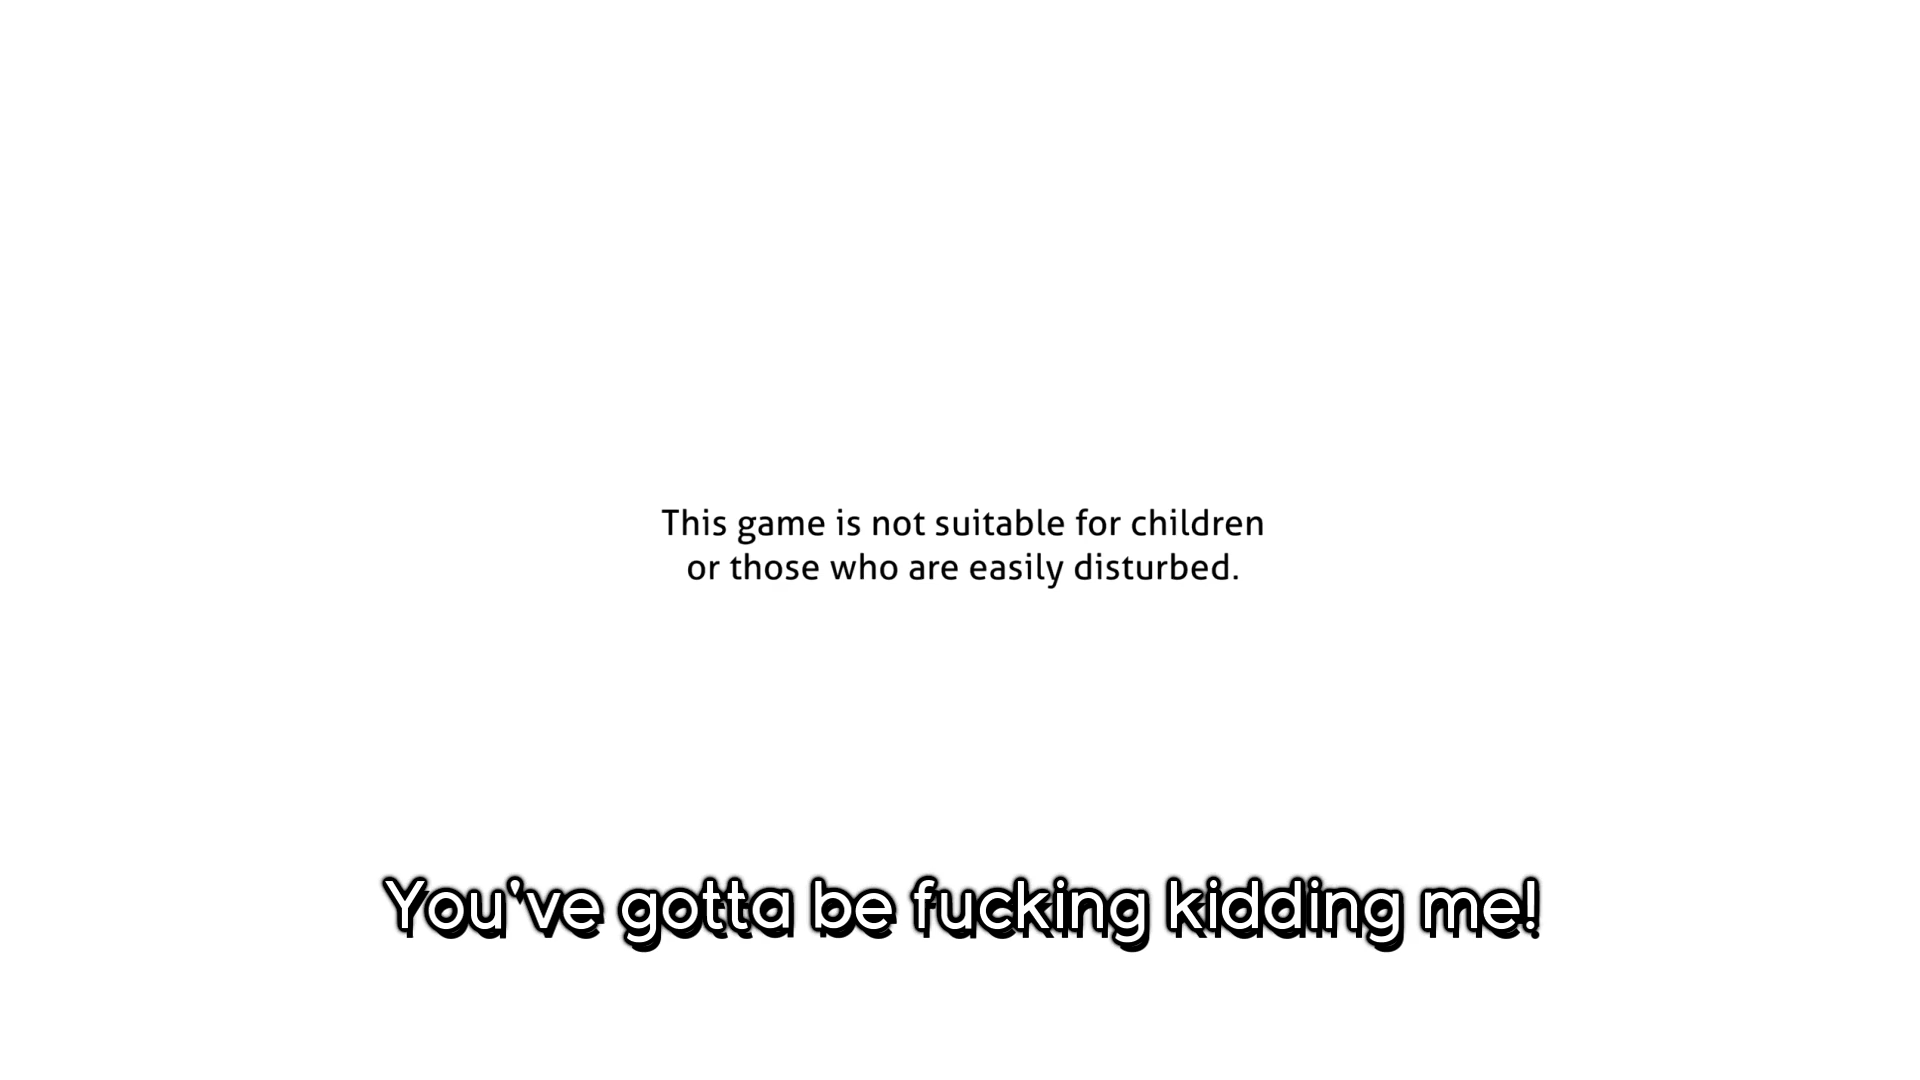 This game is not suitable for children
or those who are easily disturbed.
You've gotta be fucking kidding me!